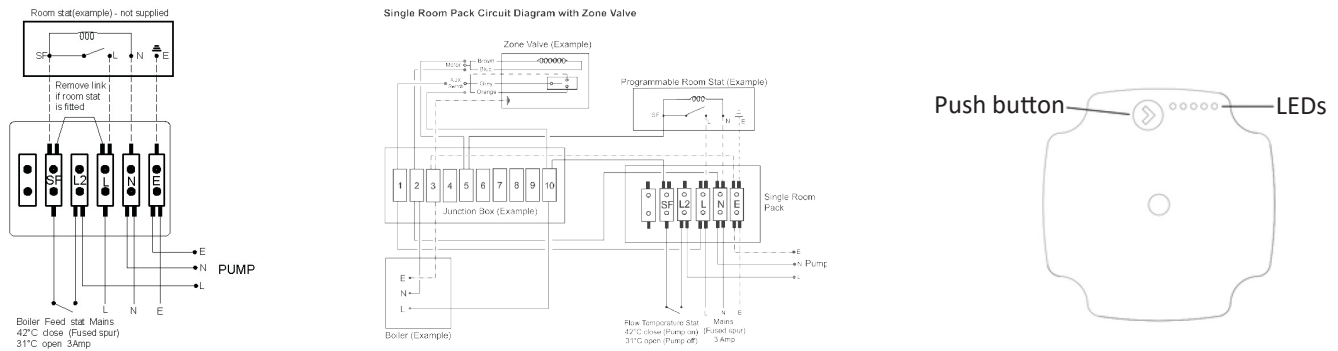 Room stat(example) - not supplied
SF L N E
Remove link
if room stat
is fitted
SF L2 L N E
E
N PUMP
L
Boiler Feed stat Mains L N E
42°C close (Fused spur)
31°C open 3Amp
Single Room Pack Circuit Diagram with Zone Valve
Zone Valve (Example)
Motor Brown
Blue
Aux Switch Grey
Orange
Programmable Room Stat (Example)
SF L N E
1 2 3 4 5 6 7 8 9 10
Junction Box (Example)
SF L2 L N E
Single Room
Pack
E
N Pump
L
E
N
L
Boiler (Example)
L N E
Flow Temperature Stat Mains
42°C close (Pump on) (Fused spur)
31°C open (Pump off) 3 Amp
Push button
LEDs